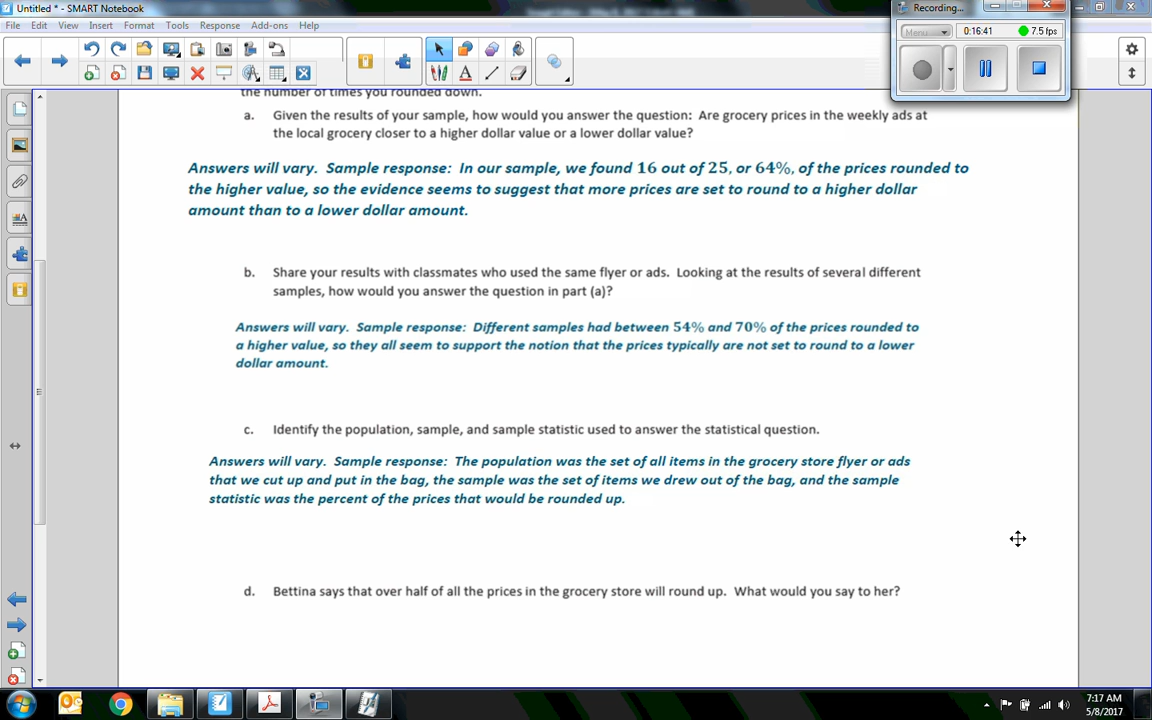 Untitled * - SMART Notebook
Recording...
File Edit View Insert Format Tools Response Add-ons Help
Menu 0:16:41 7.5 fps
the number of times you rounded down.
a. Given the results of your sample, how would you answer the question: Are grocery prices in the weekly ads at
the local grocery closer to a higher dollar value or a lower dollar value?
Answers will vary. Sample response: In our sample, we found 16 out of 25, or 64%, of the prices rounded to
the higher value, so the evidence seems to suggest that more prices are set to round to a higher dollar
amount than to a lower dollar amount.
b. Share your results with classmates who used the same flyer or ads. Looking at the results of several different
samples, how would you answer the question in part (a)?
Answers will vary. Sample response: Different samples had between 54% and 70% of the prices rounded to
a higher value, so they all seem to support the notion that the prices typically are not set to round to a lower
dollar amount.
c. Identify the population, sample, and sample statistic used to answer the statistical question.
Answers will vary. Sample response: The population was the set of all items in the grocery store flyer or ads
that we cut up and put in the bag, the sample was the set of items we drew out of the bag, and the sample
statistic was the percent of the prices that would be rounded up.
d. Bettina says that over half of all the prices in the grocery store will round up. What would you say to her?
7:17 AM
5/8/2017